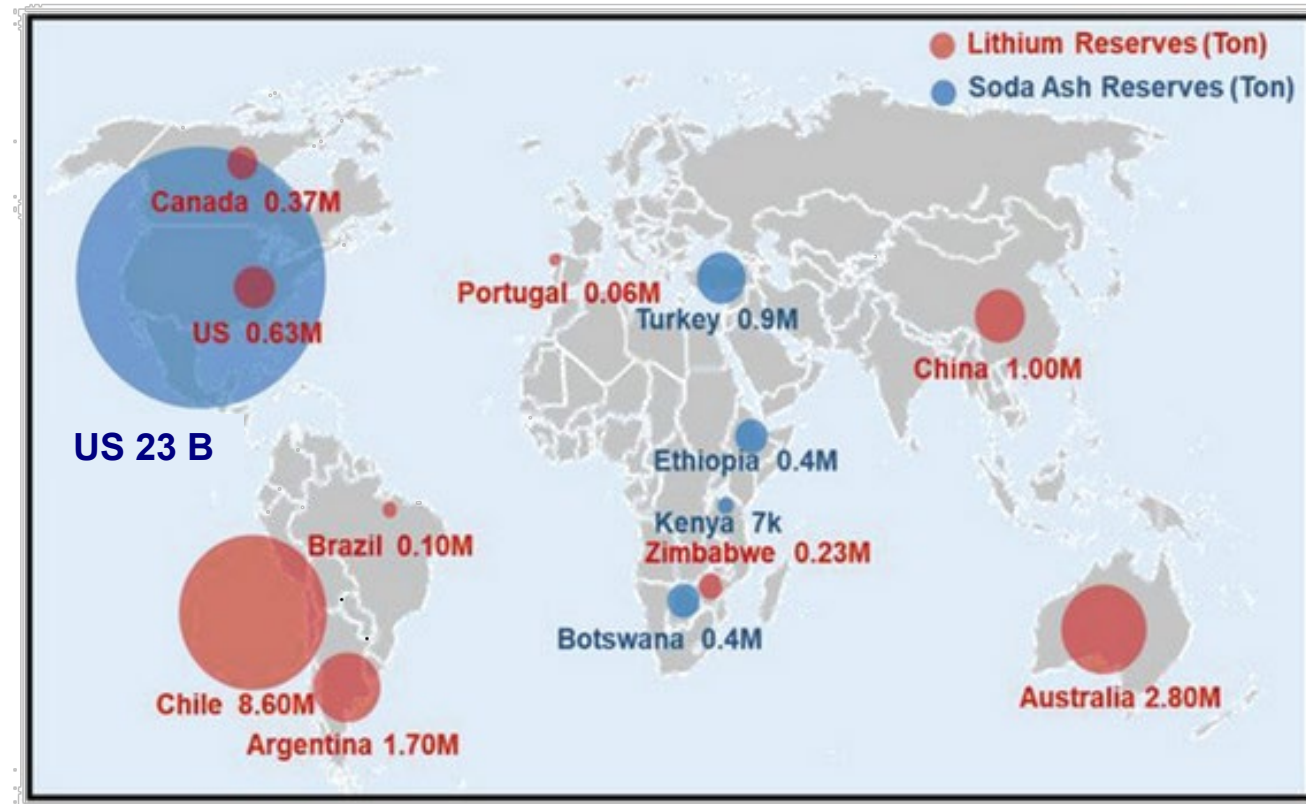 Lithium Reserves (Ton)
Soda Ash Reserves (Ton)
Canada 0.37M
US 0.63M
Portugal 0.06M
Turkey 0.9M
China 1.00M
US 23 B
Ethiopia 0.4M
Kenya 7k
Brazil 0.10M
Zimbabwe 0.23M
Botswana 0.4M
Chile 8.60M
Australia 2.80M
Argentina 1.70M